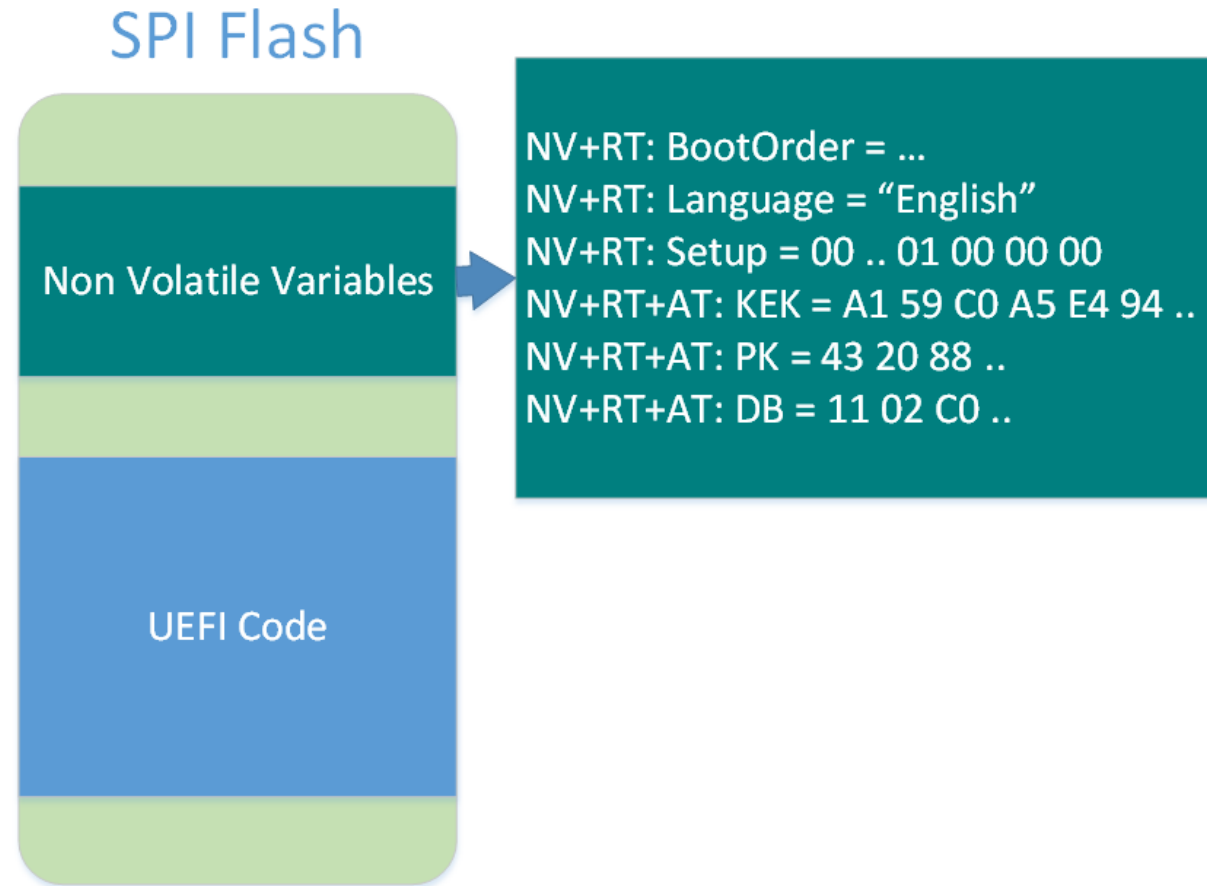 SPI Flash
Non Volatile Variables
UEFI Code
NV+RT: BootOrder = …
NV+RT: Language = “English”
NV+RT: Setup = 00 .. 01 00 00 00
NV+RT+AT: KEK = A1 59 C0 A5 E4 94 ..
NV+RT+AT: PK = 43 20 88 ..
NV+RT+AT: DB = 11 02 C0 ..